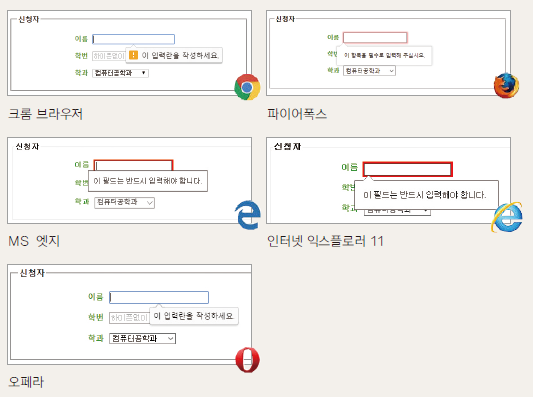 신청자
이름
이 입력란을 작성하세요.
학번 하이픈없이
학과 컴퓨터공학과
크롬 브라우저
신청자
이름
이 항목을 필수로 입력해 주십시오.
학번
학과 컴퓨터공학과
파이어폭스
신청자
이름
이 필드는 반드시 입력해야 합니다.
학번
학과 컴퓨터공학과
MS 엣지
신청자
이름
이 필드는 반드시 입력해야 합니다.
학번
학과 컴퓨터공학과
인터넷 익스플로러 11
신청자
이름
학번 하이픈없이
이 입력란을 작성하세요.
학과 컴퓨터공학과
오페라